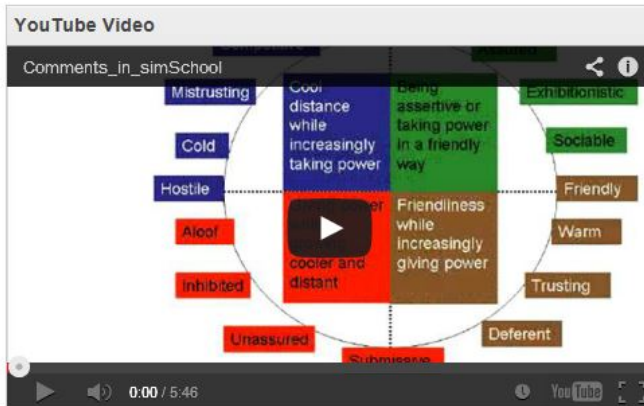 YouTube Video
Comments_in_simSchool
Mistrusting
Cold
Hostile
Aloof
Inhibited
Unassured
Submissive
Cool
distance
while
increasingly
taking power
Being
assertive or
taking power
in a friendly
way
cooler and
distant
Friendliness
while
increasingly
giving power
Exhibitionistic
Sociable
Friendly
Warm
Trusting
Deferent
0:00 / 5:46
YouTube